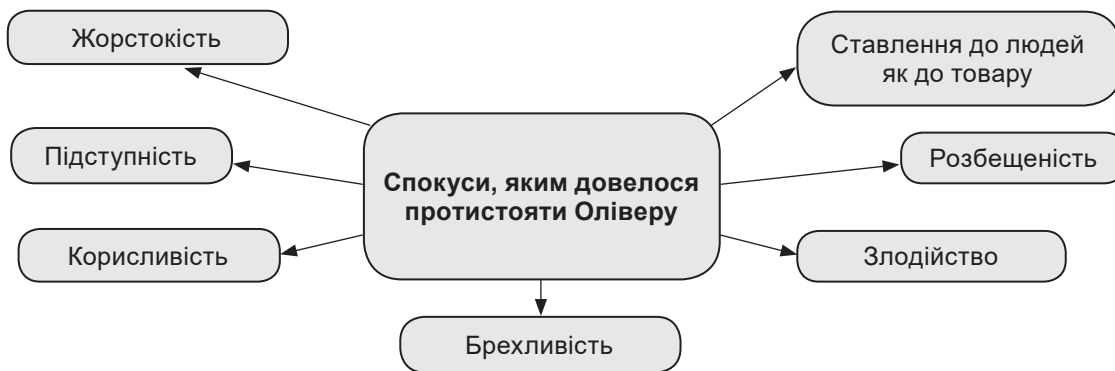 Жорстокість
Ставлення до людей
як до товару
Підступність
Спокуси, яким довелося
протистояти Оліверу
Розбещеність
Корисливість
Злодійство
Брехливість